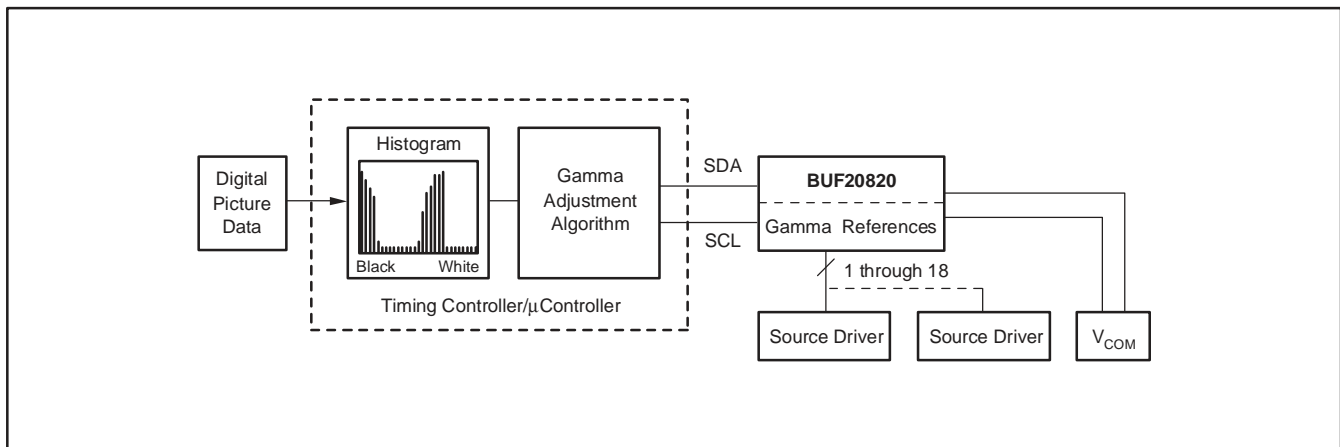 Digital
Picture
Data
Histogram
Black White
Gamma
Adjustment
Algorithm
Timing Controller/μController
SDA
SCL
BUF20820
Gamma References
1 through 18
Source Driver
Source Driver
VCOM